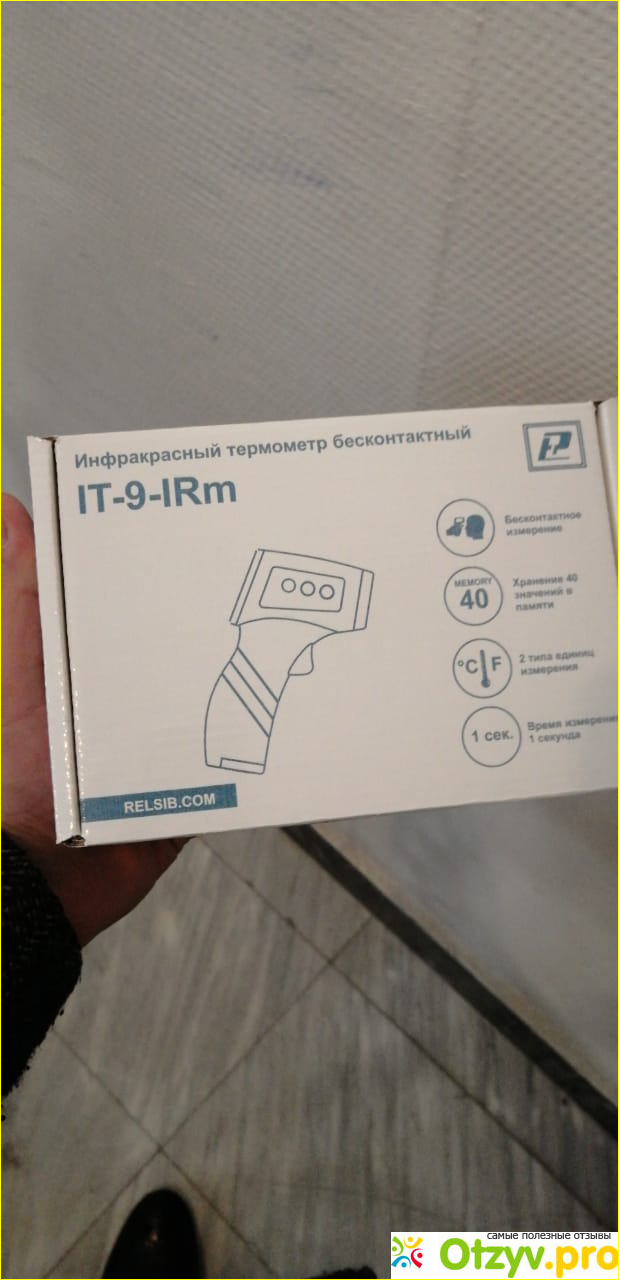 Инфракрасный термометр бесконтактный
IT-9-IRm
Бесконтактное
измерение
MEMORY
40
Хранение 40
значений в
памяти
°C F
2 типа единиц
измерения
1 сек.
Время измерени
1 секунда
RELSIB.COM
самые полезные отзывы
Otzyv.pro